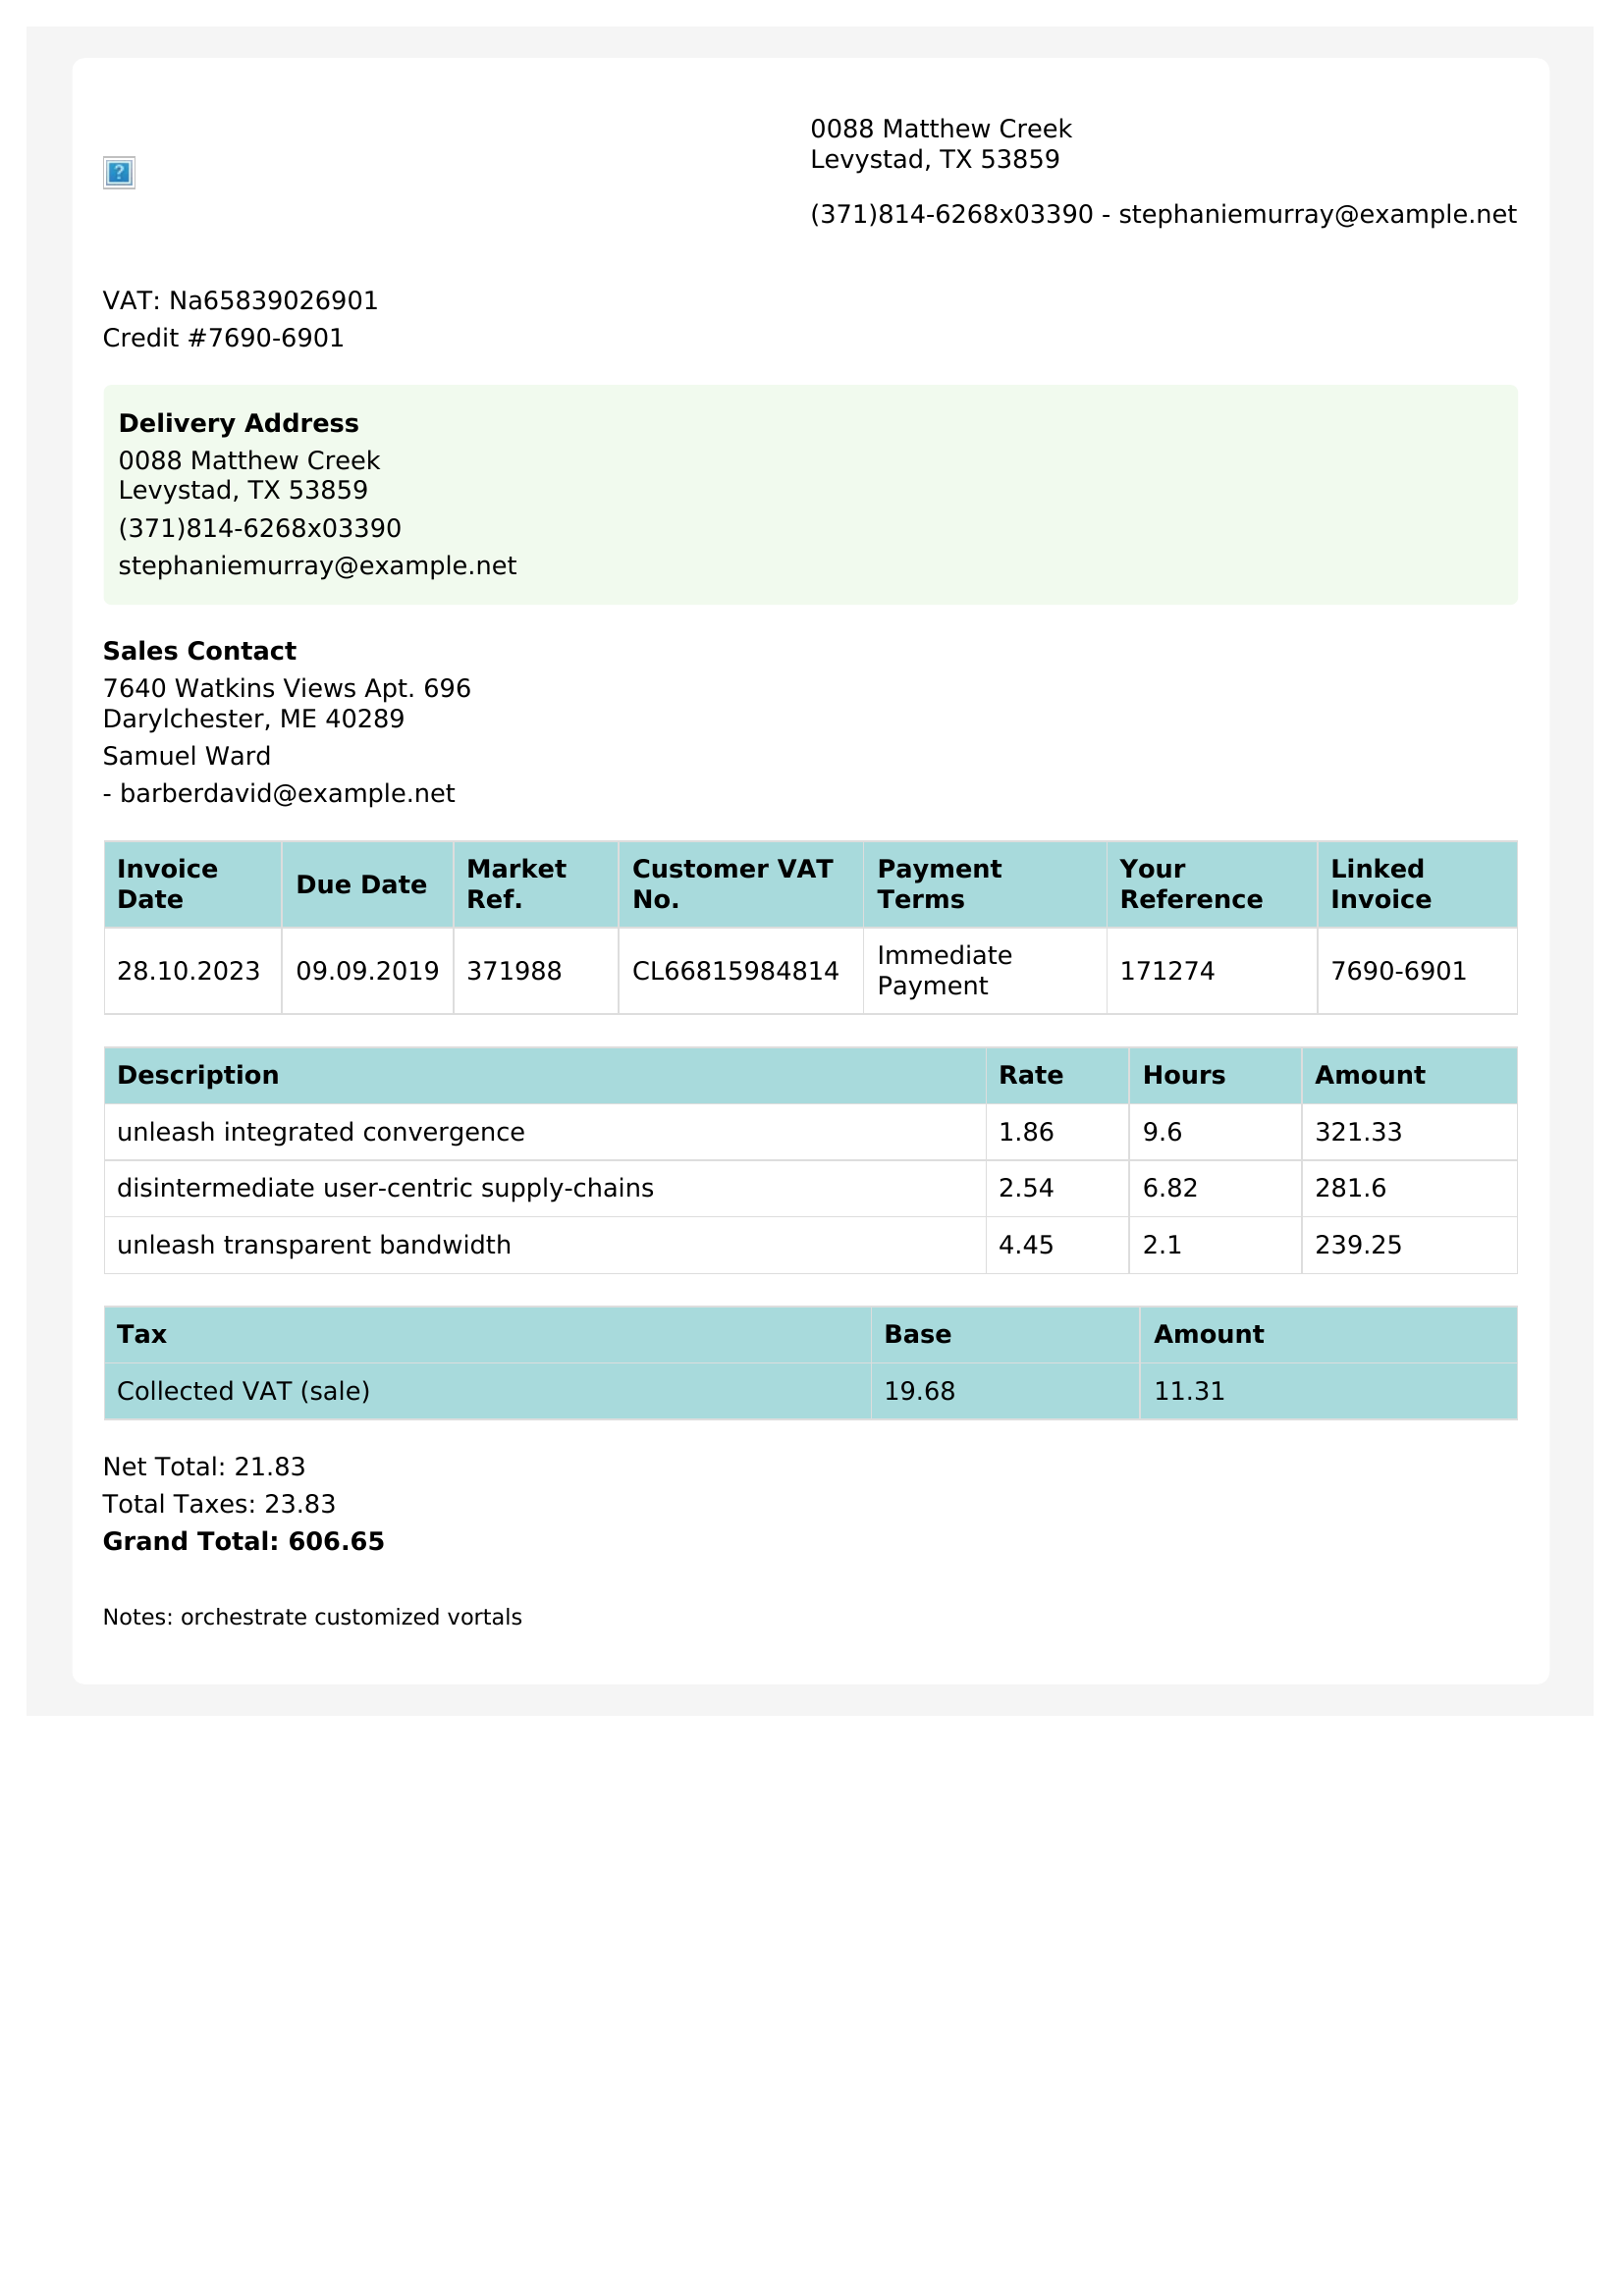 0088 Matthew Creek
Levystad, TX 53859
(371)814-6268x03390 - stephaniemurray@example.net
VAT: Na65839026901
Credit #7690-6901
Delivery Address
0088 Matthew Creek
Levystad, TX 53859
(371)814-6268x03390
stephaniemurray@example.net
Sales Contact
7640 Watkins Views Apt. 696
Darylchester, ME 40289
Samuel Ward
- barberdavid@example.net
Invoice Date Due Date Market Ref. Customer VAT No. Payment Terms Your Reference Linked Invoice
28.10.2023 09.09.2019 371988 CL66815984814 Immediate Payment 171274 7690-6901
Description Rate Hours Amount
unleash integrated convergence 1.86 9.6 321.33
disintermediate user-centric supply-chains 2.54 6.82 281.6
unleash transparent bandwidth 4.45 2.1 239.25
Tax Base Amount
Collected VAT (sale) 19.68 11.31
Net Total: 21.83
Total Taxes: 23.83
Grand Total: 606.65
Notes: orchestrate customized vortals